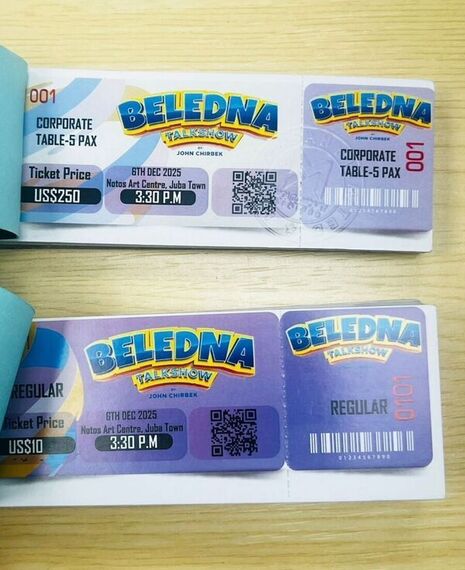 001
CORPORATE
TABLE-5 PAX
Ticket Price
US$250
BELEDNA
TALKSHOW
BY
JOHN CHIRBEK
6TH DEC 2025
Notos Art Centre, Juba Town
3:30 P.M
BELEDNA
TALKSHOW
BY
JOHN CHIRBEK
CORPORATE
TABLE-5 PAX
001
01234567890
REGULAR
Ticket Price
US$10
BELEDNA
TALKSHOW
BY
JOHN CHIRBEK
6TH DEC 2025
Notos Art Centre, Juba Town
3:30 P.M
BELEDNA
TALKSHOW
REGULAR
0101
01234567890